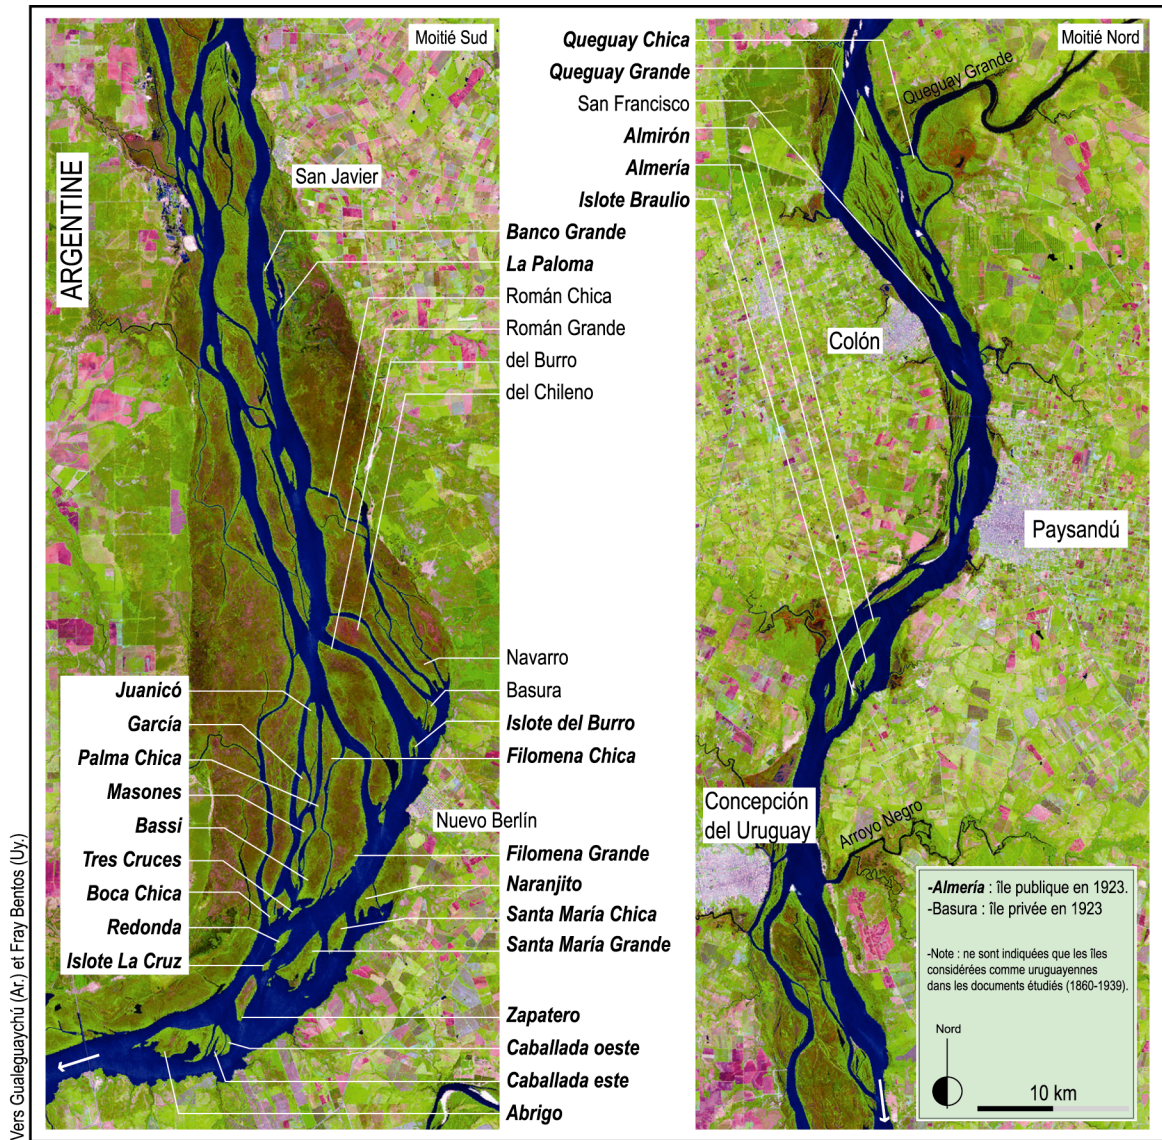 Moitié Sud
ARGENTINE
San Javier
Banco Grande
La Paloma
Román Chica
Román Grande
del Burro
del Chileno
Navarro
Basura
Islote del Burro
Filomena Chica
Juanicó
García
Palma Chica
Masones
Bassi
Tres Cruces
Boca Chica
Redonda
Islote La Cruz
Nuevo Berlín
Filomena Grande
Naranjito
Santa María Chica
Santa María Grande
Zapatero
Caballada oeste
Caballada este
Abrigo
Vers Gualeguaychú (Ar.) et Fray Bentos (Uy.)
Moitié Nord
Queguay Chica
Queguay Grande
San Francisco
Almirón
Almería
Islote Braulio
Queguay Grande
Colón
Paysandú
Concepción
del Uruguay
Arroyo Negro
-Almería : île publique en 1923.
-Basura : île privée en 1923
-Note : ne sont indiquées que les îles
considérées comme uruguayennes
dans les documents étudiés (1860-1939).
Nord
10 km